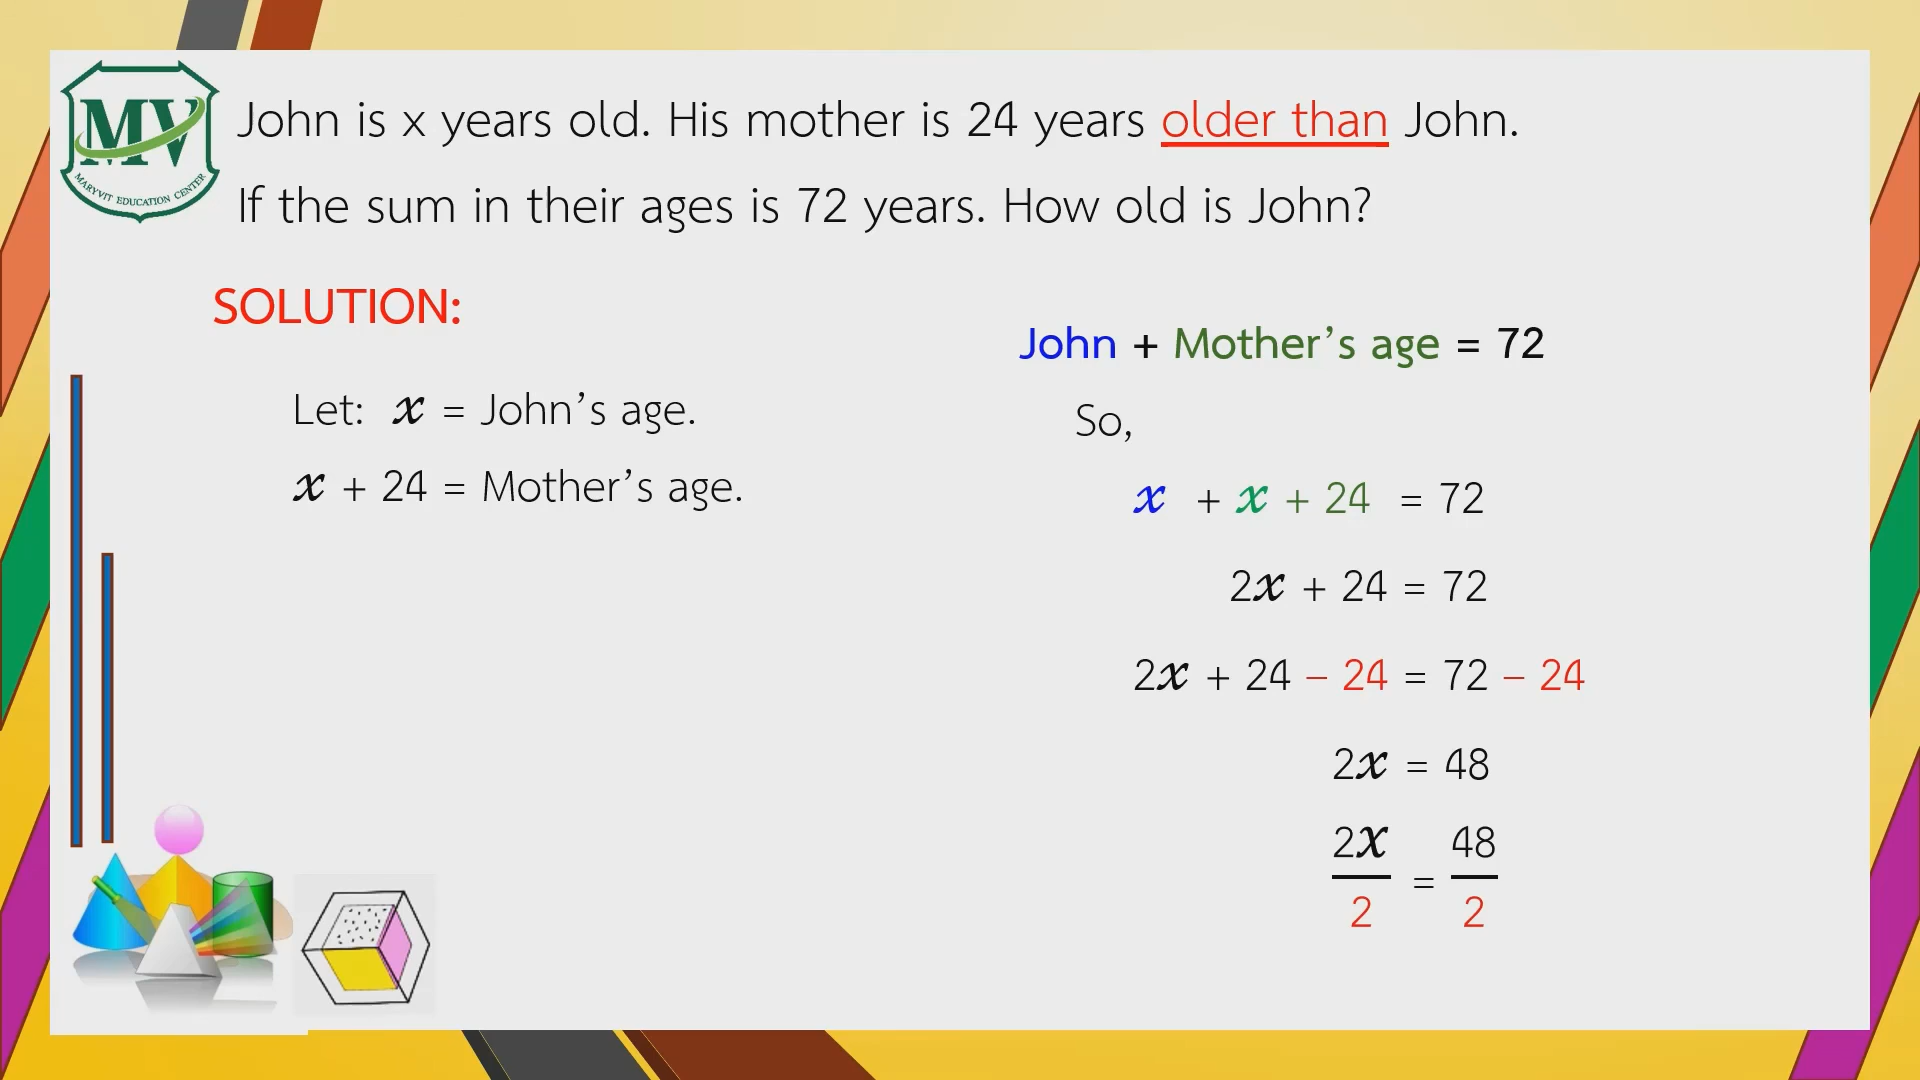 MV
MARYVIT EDUCATION CENTER
John is x years old. His mother is 24 years older than John.
If the sum in their ages is 72 years. How old is John?
SOLUTION:
Let: x = John’s age.
x + 24 = Mother’s age.
John + Mother’s age = 72
So,
x + x + 24 = 72
2x + 24 = 72
2x + 24 – 24 = 72 – 24
2x = 48
2x/2 = 48/2